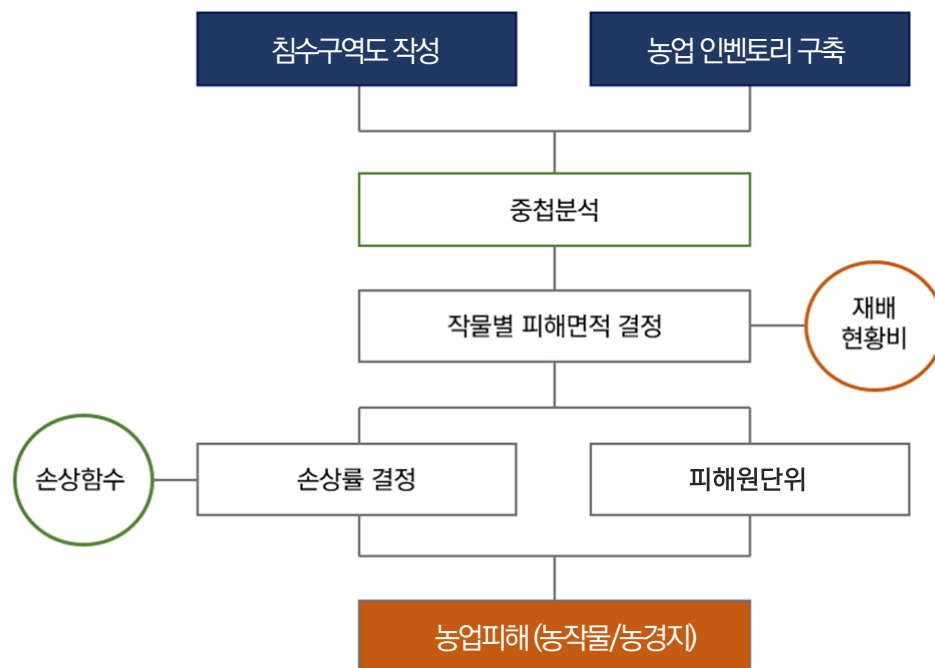 침수구역도 작성
농업 인벤토리 구축
중첩분석
작물별 피해면적 결정
재배
현황비
손상함수
손상률 결정
피해원단위
농업피해 (농작물/농경지)